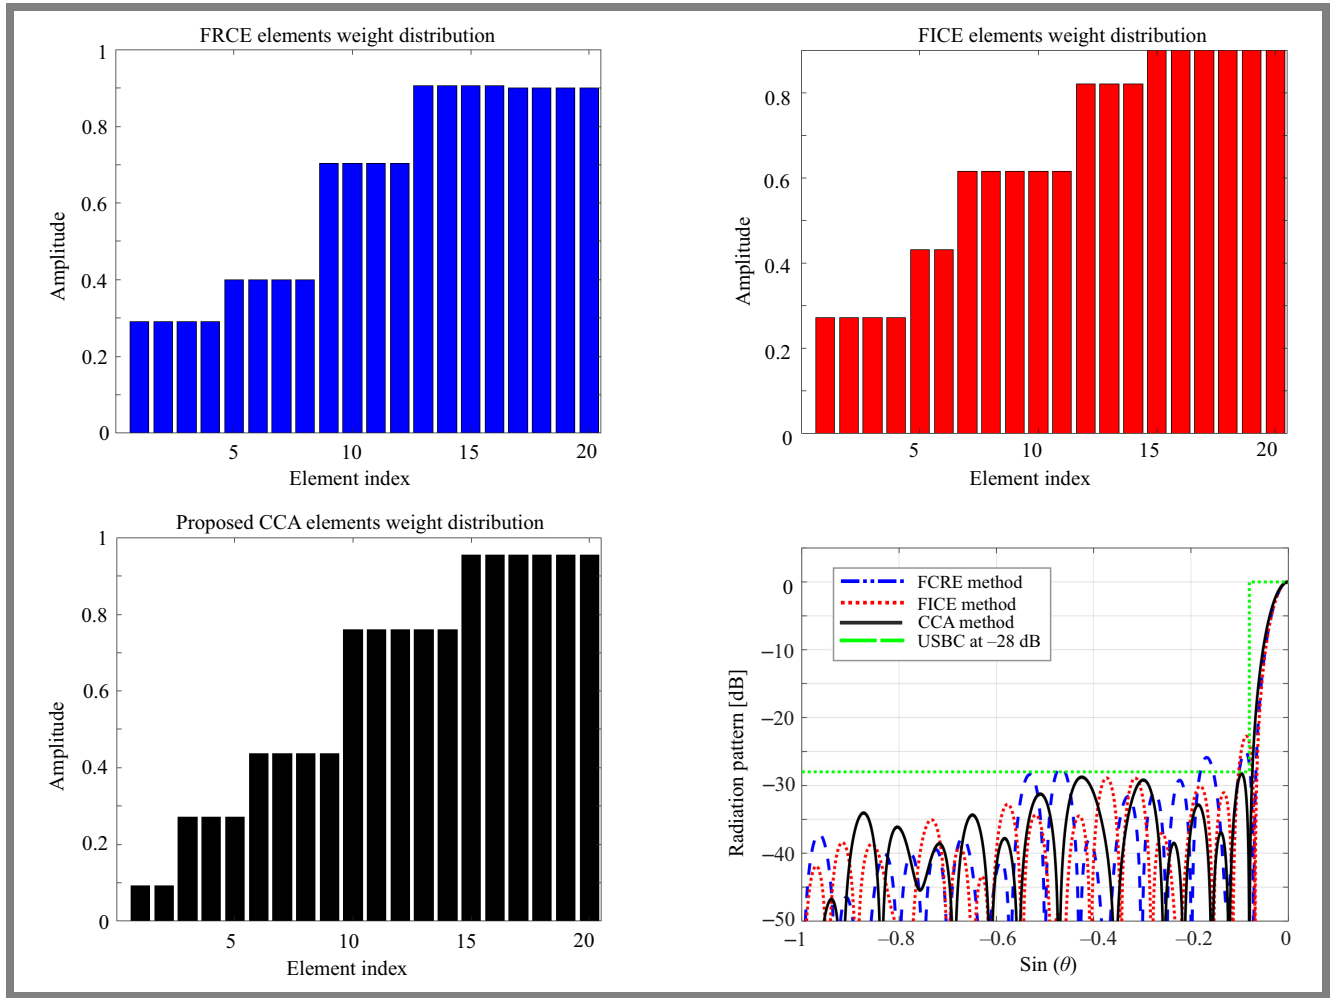 FRCE elements weight distribution
1
0.8
0.6
0.4
0.2
0
Amplitude
5
10
15
20
Element index
FICE elements weight distribution
0.8
0.6
0.4
0.2
0
Amplitude
5
10
15
20
Element index
Proposed CCA elements weight distribution
1
0.8
0.6
0.4
0.2
0
Amplitude
5
10
15
20
Element index
FCRE method
FICE method
CCA method
USBC at –28 dB
0
–10
–20
–30
–40
–50
Radiation pattern [dB]
–1
–0.8
–0.6
–0.4
–0.2
0
Sin (θ)